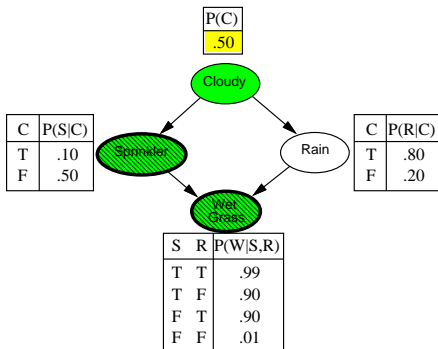 P(C)
.50
Cloudy
C P(S|C)
T .10
F .50
Sprinkler
Rain
C P(R|C)
T .80
F .20
Wet
Grass
S R P(W|S,R)
T T .99
T F .90
F T .90
F F .01